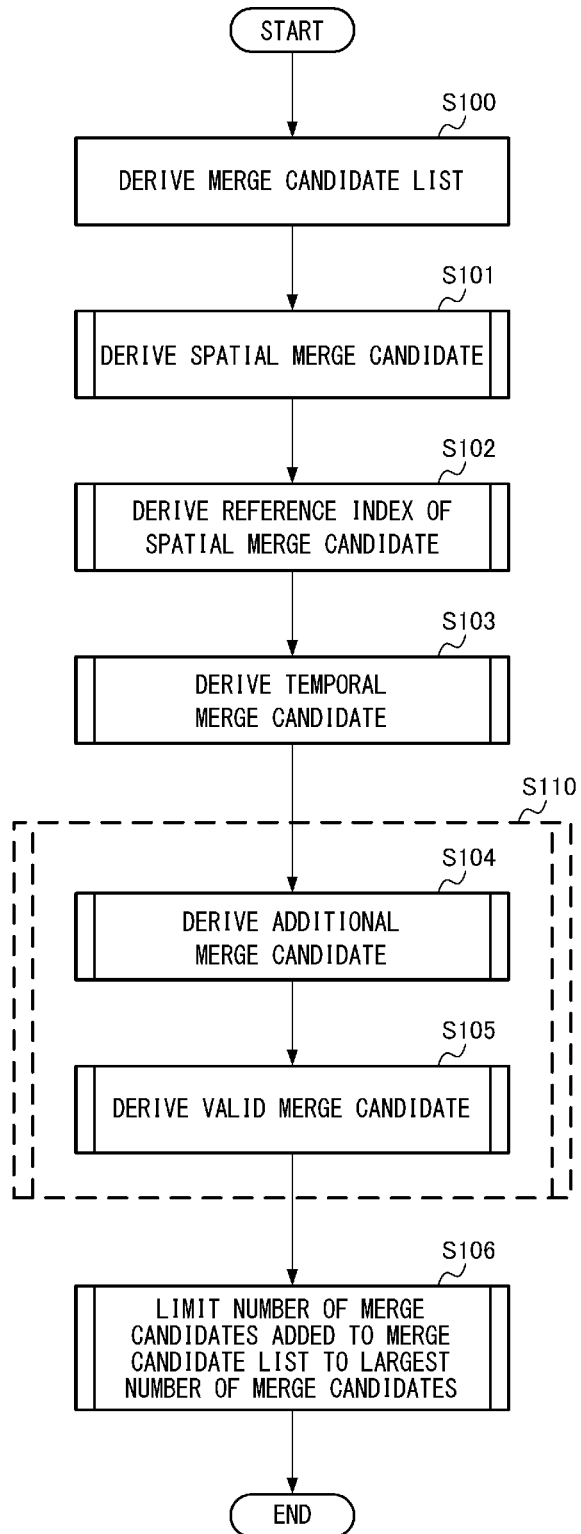 START
S100
DERIVE MERGE CANDIDATE LIST
S101
DERIVE SPATIAL MERGE CANDIDATE
S102
DERIVE REFERENCE INDEX OF
SPATIAL MERGE CANDIDATE
S103
DERIVE TEMPORAL
MERGE CANDIDATE
S110
S104
DERIVE ADDITIONAL
MERGE CANDIDATE
S105
DERIVE VALID MERGE CANDIDATE
S106
LIMIT NUMBER OF MERGE
CANDIDATES ADDED TO MERGE
CANDIDATE LIST TO LARGEST
NUMBER OF MERGE CANDIDATES
END